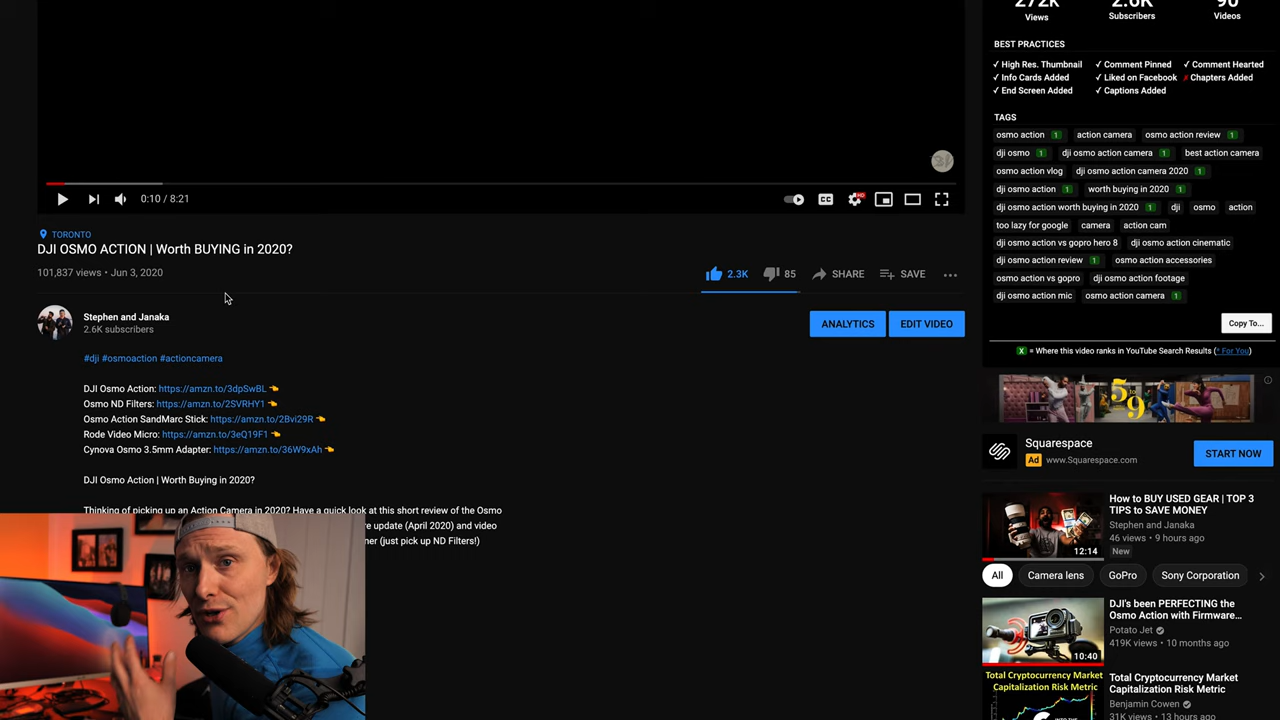 272k
2.6K
90
Views
Subscribers
Videos
BEST PRACTICES
✓ High Res. Thumbnail ✓ Comment Pinned ✓ Comment Hearted
✓ Info Cards Added ✓ Liked on Facebook ✗ Chapters Added
✓ End Screen Added ✓ Captions Added
TAGS
osmo action 1 action camera osmo action review 1
dji osmo 1 dji osmo action camera 1 best action camera
osmo action vlog dji osmo action camera 2020 1
dji osmo action 1 worth buying in 2020 1
dji osmo action worth buying in 2020 1 dji osmo action
too lazy for google camera action cam
dji osmo action vs gopro hero 8 dji osmo action cinematic
dji osmo action review 1 osmo action accessories
osmo action vs gopro dji osmo action footage
dji osmo action mic osmo action camera 1
Copy To...
X = Where this video ranks in YouTube Search Results (* For You)
0:10 / 8:21
HD
TORONTO
DJI OSMO ACTION | Worth BUYING in 2020?
101,837 views • Jun 3, 2020
2.3K 85 SHARE SAVE
Stephen and Janaka
2.6K subscribers
ANALYTICS EDIT VIDEO
#dji #osmoaction #actioncamera
DJI Osmo Action: https://amzn.to/3dpSwBL
Osmo ND Filters: https://amzn.to/2SVRHY1
Osmo Action SandMarc Stick: https://amzn.to/2Bvi29R
Rode Video Micro: https://amzn.to/3eQ19F1
Cynova Osmo 3.5mm Adapter: https://amzn.to/36W9xAh
DJI Osmo Action | Worth Buying in 2020?
Thinking of picking up an Action Camera in 2020? Have a quick look at this short review of the Osmo
e update (April 2020) and video
ner (just pick up ND Filters!)
5 to 9
Squarespace
Ad www.Squarespace.com
START NOW
How to BUY USED GEAR | TOP 3
TIPS to SAVE MONEY
Stephen and Janaka
46 views • 9 hours ago
New
12:14
All Camera lens GoPro Sony Corporation
DJI's been PERFECTING the
Osmo Action with Firmware...
Potato Jet
419K views • 10 months ago
10:40
Total Cryptocurrency Market
Capitalization Risk Metric
Total Cryptocurrency Market
Capitalization Risk Metric
Benjamin Cowen
31K views • 13 hours ago